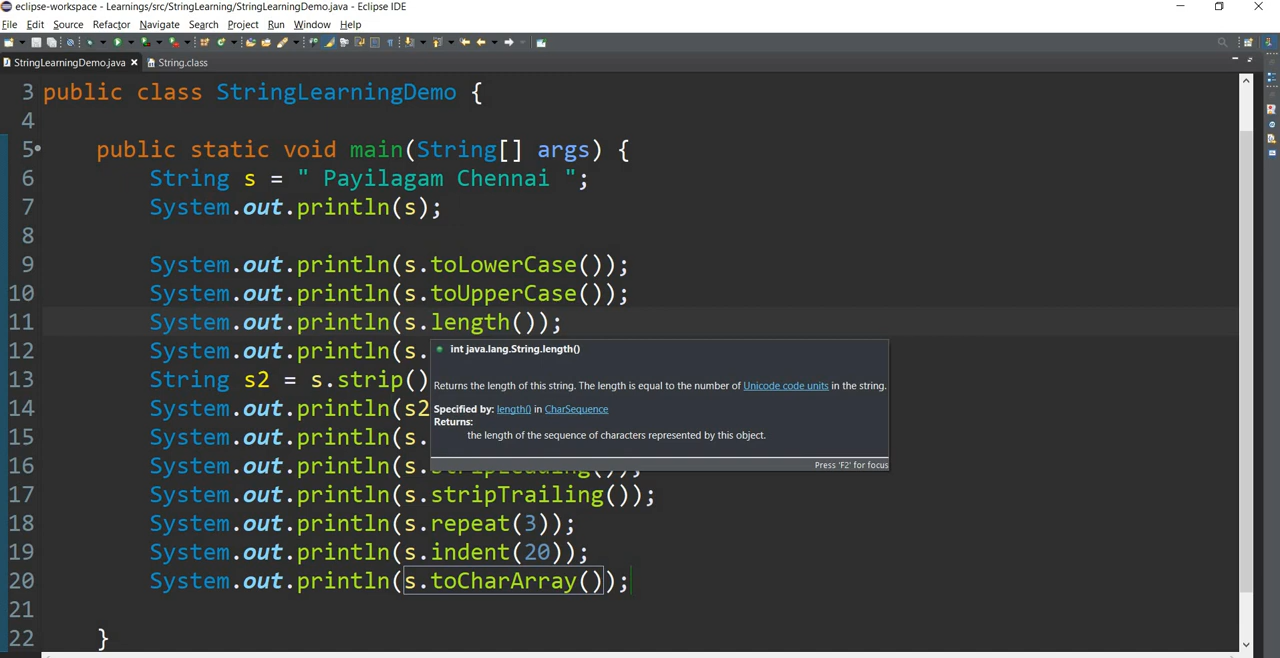 eclipse-workspace - Learnings/src/StringLearning/StringLearningDemo.java - Eclipse IDE
File Edit Source Refactor Navigate Search Project Run Window Help
StringLearningDemo.java String.class
3 public class StringLearningDemo {
4
5 public static void main(String[] args) {
6 String s = " Payilagam Chennai ";
7 System.out.println(s);
8
9 System.out.println(s.toLowerCase());
10 System.out.println(s.toUpperCase());
11 System.out.println(s.length());
12 System.out.println(s.
int java.lang.String.length()
13 String s2 = s.strip()
Returns the length of this string. The length is equal to the number of Unicode code units in the string.
14 System.out.println(s2
Specified by: length() in CharSequence
Returns:
15 System.out.println(s.
the length of the sequence of characters represented by this object.
16 System.out.println(s.
Press 'F2' for focus
17 System.out.println(s.stripTrailing());
18 System.out.println(s.repeat(3));
19 System.out.println(s.indent(20));
20 System.out.println(s.toCharArray());
21
22 }